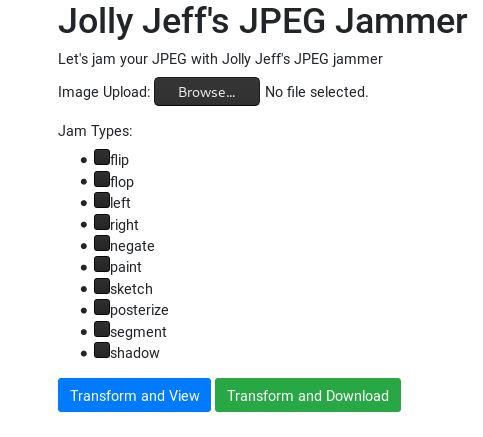 Jolly Jeff's JPEG Jammer
Let's jam your JPEG with Jolly Jeff's JPEG jammer
Image Upload: Browse... No file selected.
Jam Types:
flip
flop
left
right
negate
paint
sketch
posterize
segment
shadow
Transform and View Transform and Download